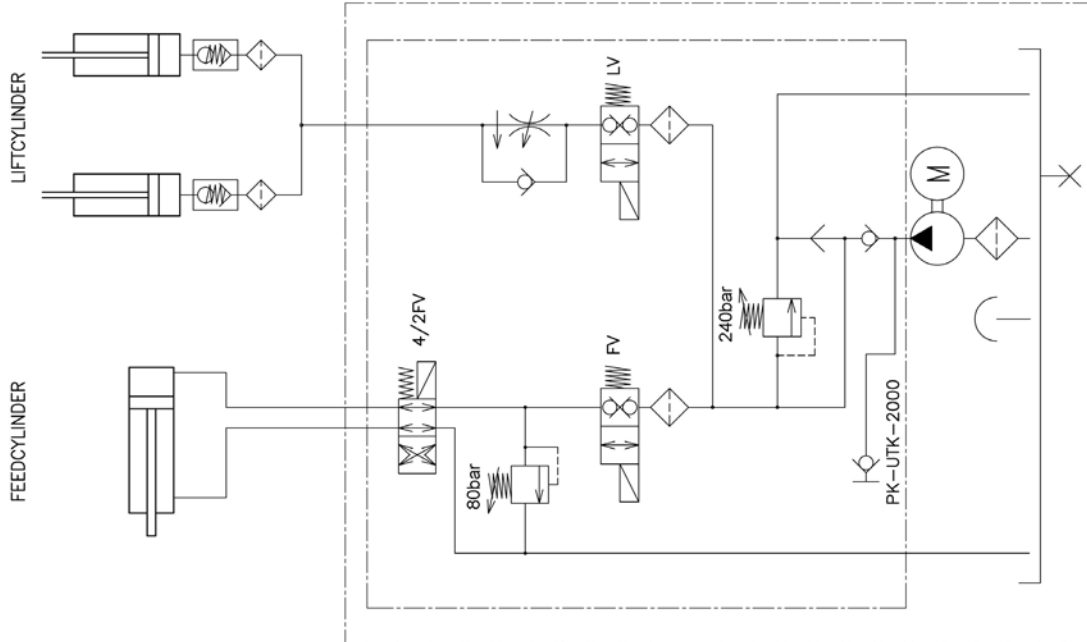 LIFTCYLINDER
FEEDCYLINDER
LV
4/2FV
FV
80bar
240bar
M
PK-UTK-2000